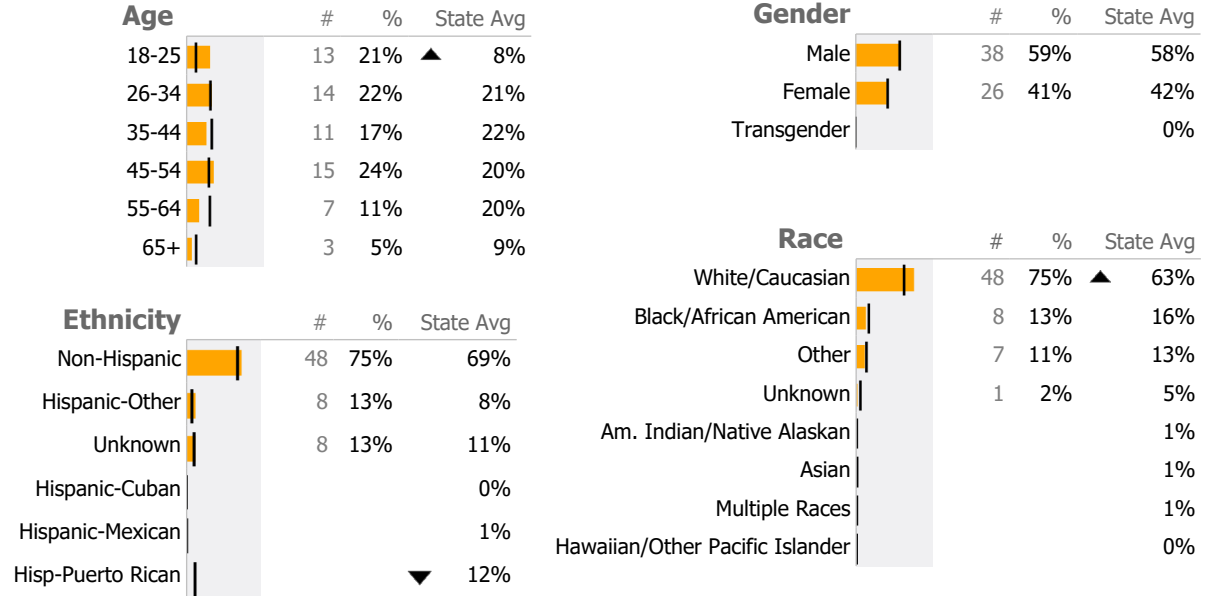 Age # % State Avg
18-25 13 21% ▲ 8%
26-34 14 22% 21%
35-44 11 17% 22%
45-54 15 24% 20%
55-64 7 11% 20%
65+ 3 5% 9%
Ethnicity # % State Avg
Non-Hispanic 48 75% 69%
Hispanic-Other 8 13% 8%
Unknown 8 13% 11%
Hispanic-Cuban 0%
Hispanic-Mexican 1%
Hisp-Puerto Rican ▼ 12%
Gender # % State Avg
Male 38 59% 58%
Female 26 41% 42%
Transgender 0%
Race # % State Avg
White/Caucasian 48 75% ▲ 63%
Black/African American 8 13% 16%
Other 7 11% 13%
Unknown 1 2% 5%
Am. Indian/Native Alaskan 1%
Asian 1%
Multiple Races 1%
Hawaiian/Other Pacific Islander 0%